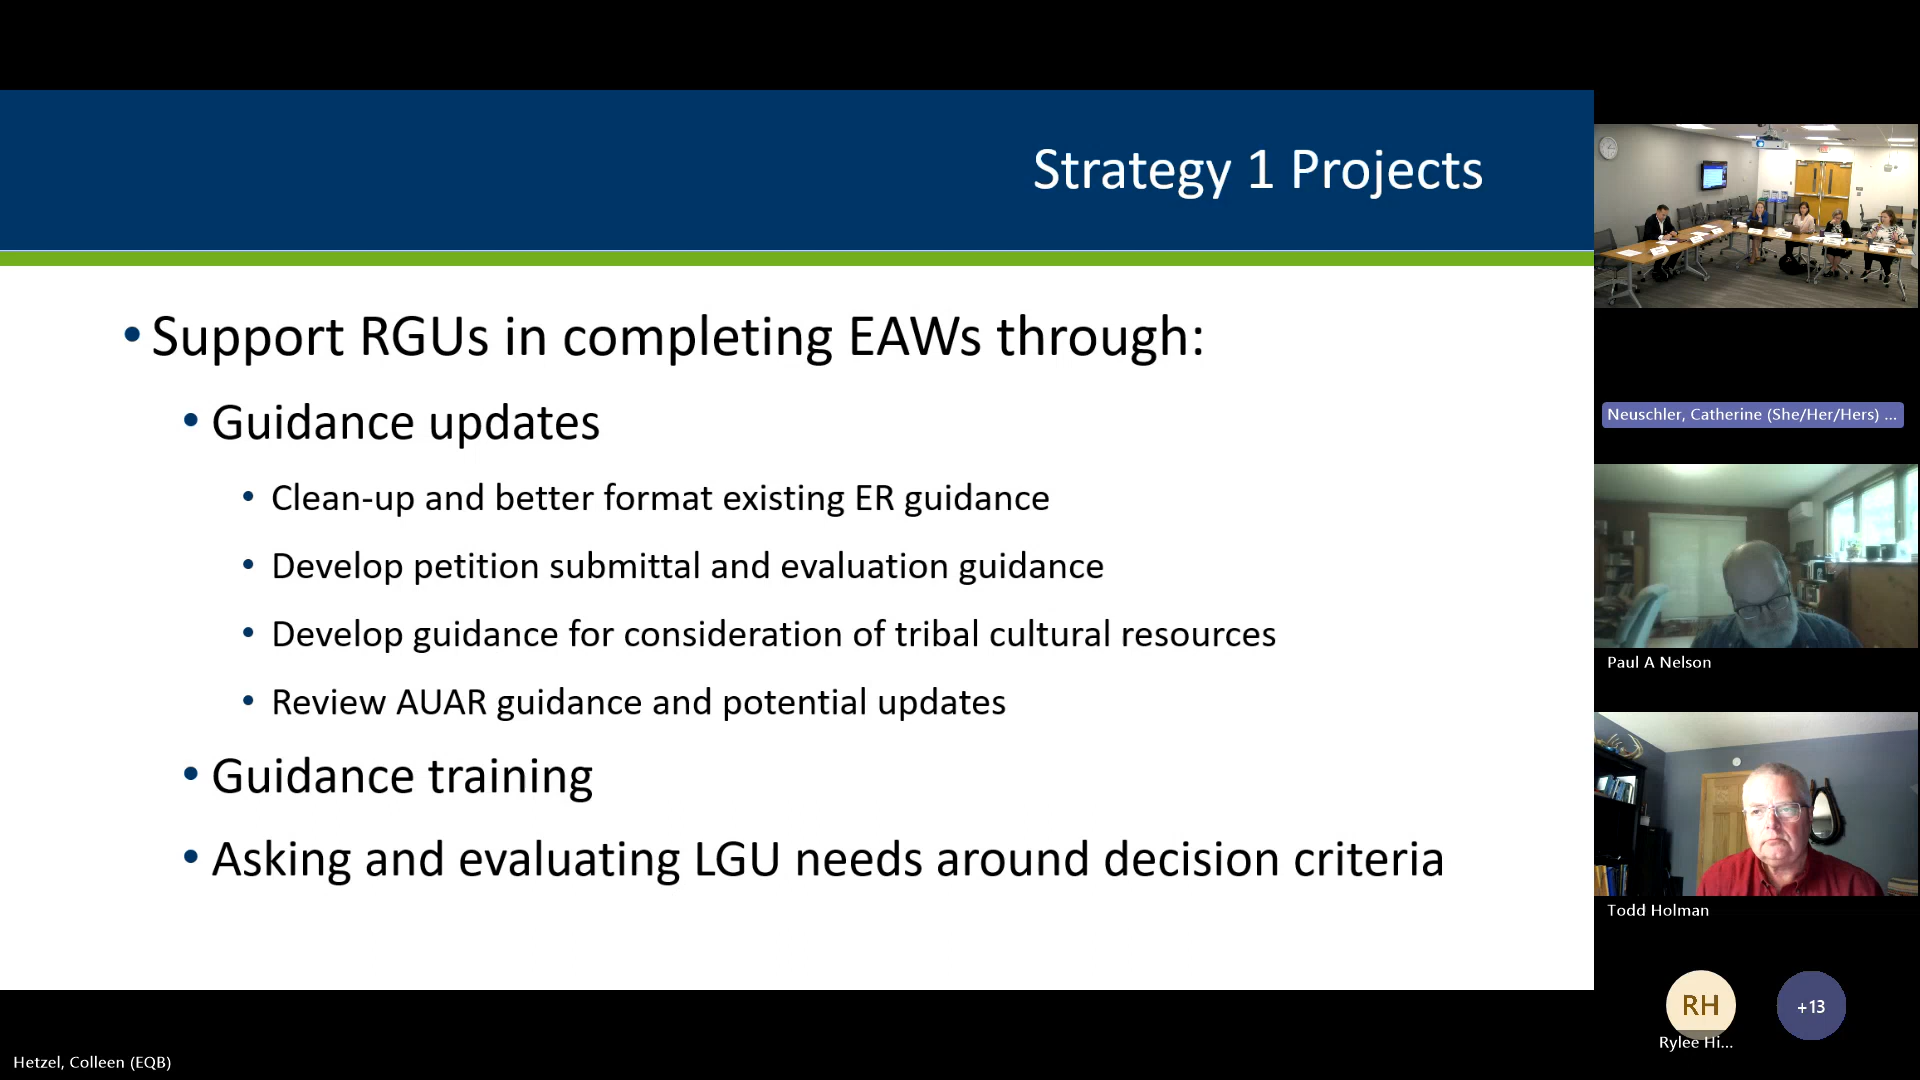 Strategy 1 Projects
• Support RGUs in completing EAWs through:
• Guidance updates
• Clean-up and better format existing ER guidance
• Develop petition submittal and evaluation guidance
• Develop guidance for consideration of tribal cultural resources
• Review AUAR guidance and potential updates
• Guidance training
• Asking and evaluating LGU needs around decision criteria
Neuschler, Catherine (She/Her/Hers) ...
Paul A Nelson
Todd Holman
RH
+13
Rylee Hi...
Hetzel, Colleen (EQB)